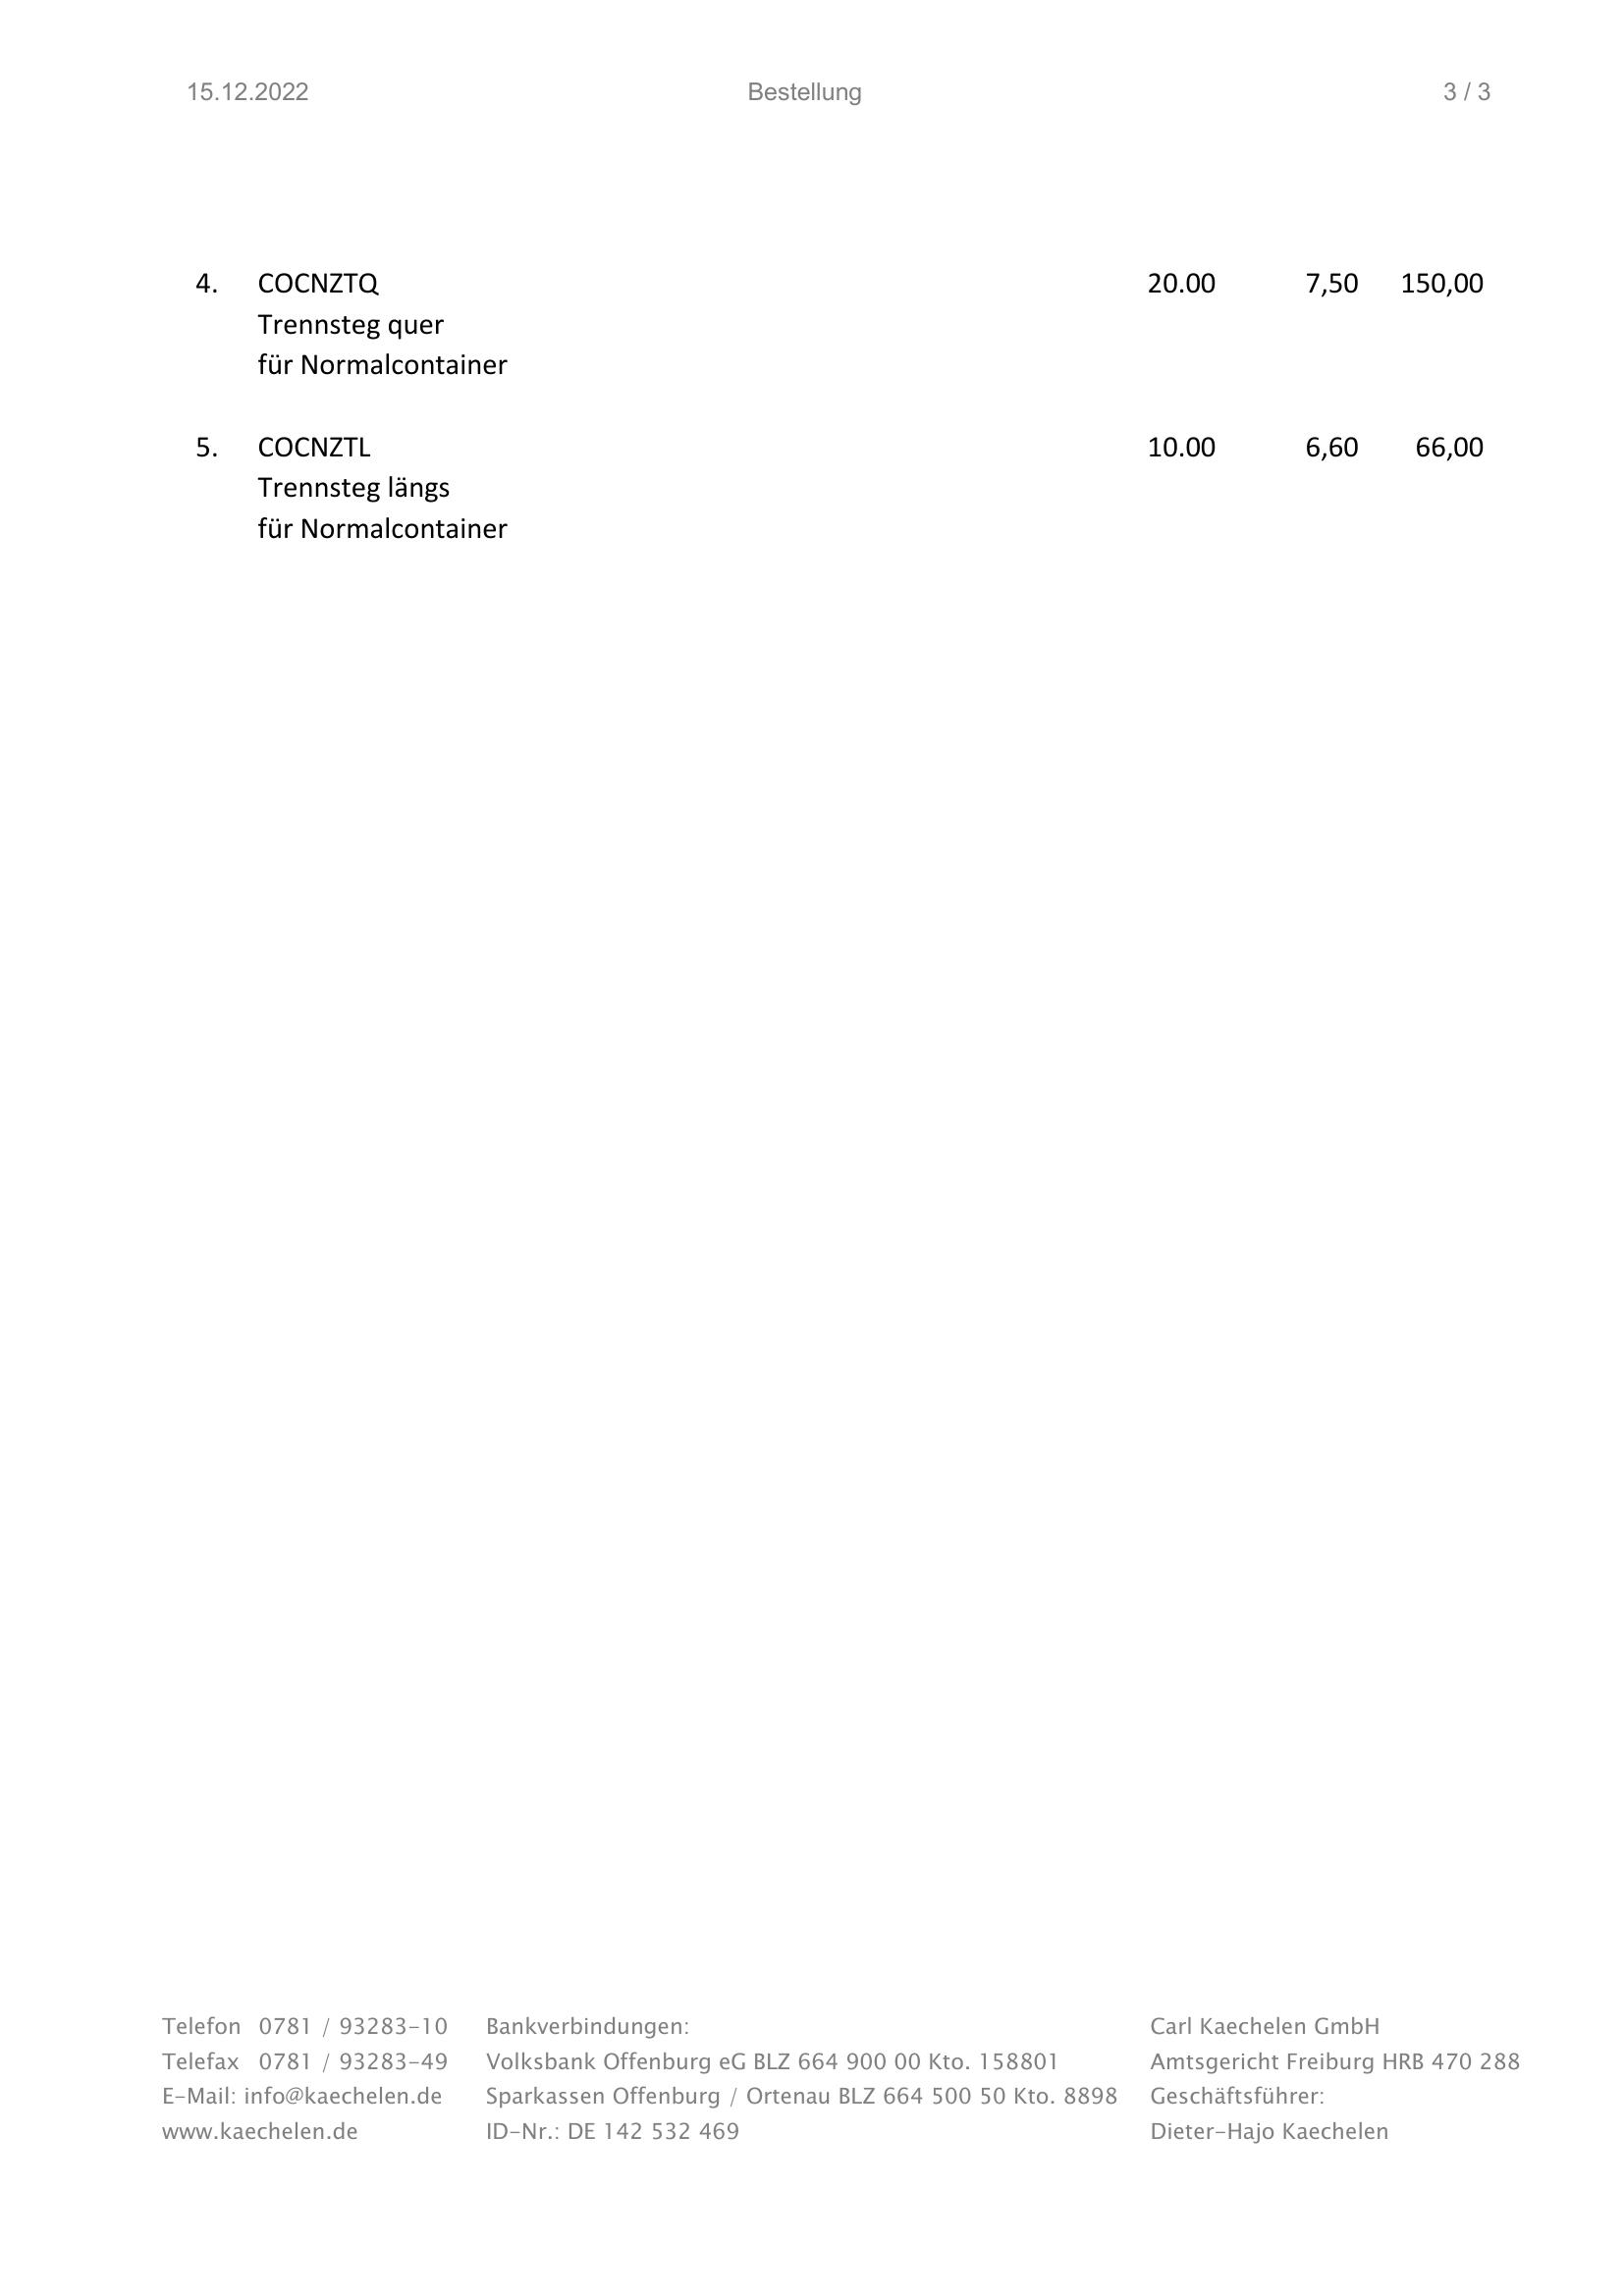 15.12.2022 Bestellung 3 / 3
4. COCNZTQ 20.00 7,50 150,00
Trennsteg quer
für Normalcontainer
5. COCNZTL 10.00 6,60 66,00
Trennsteg längs
für Normalcontainer
Telefon 0781 / 93283-10 Bankverbindungen: Carl Kaechelen GmbH
Telefax 0781 / 93283-49 Volksbank Offenburg eG BLZ 664 900 00 Kto. 158801 Amtsgericht Freiburg HRB 470 288
E-Mail: info@kaechelen.de Sparkassen Offenburg / Ortenau BLZ 664 500 50 Kto. 8898 Geschäftsführer:
www.kaechelen.de ID-Nr.: DE 142 532 469 Dieter-Hajo Kaechelen